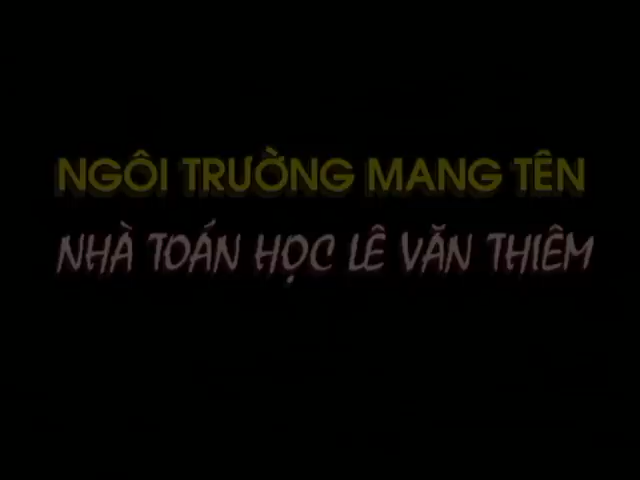 NGÔI TRƯỜNG MANG TÊN
NHÀ TOÁN HỌC LÊ VĂN THIÊM